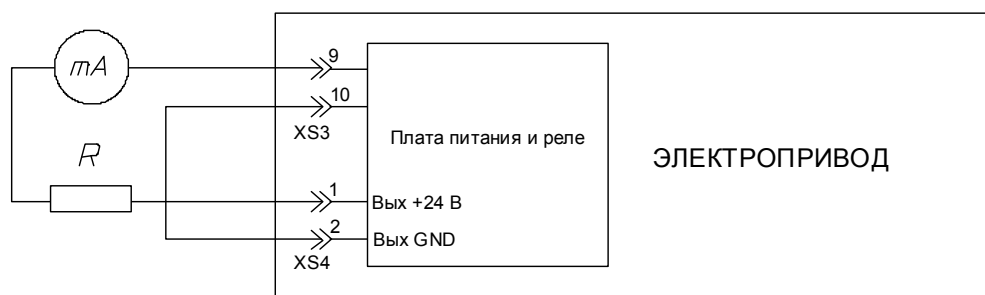 mA
9
10
XS3
Плата питания и реле
ЭЛЕКТРОПРИВОД
R
1
Вых +24 В
2
Вых GND
XS4